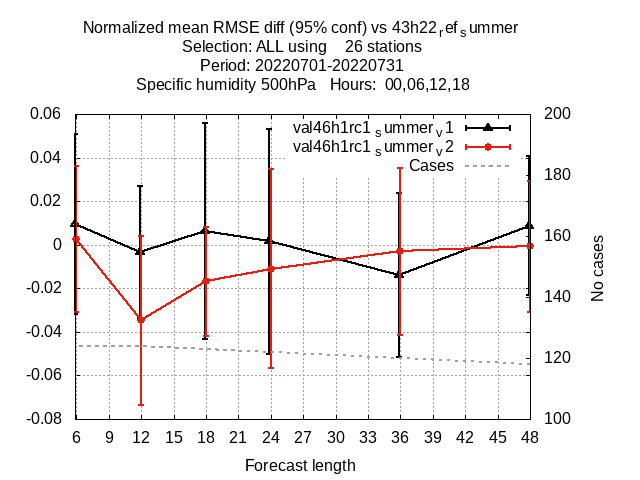 Normalized mean RMSE diff (95% conf) vs 43h22refsummer
Selection: ALL using    26 stations
Period: 20220701-20220731
Specific humidity 500hPa   Hours:  00,06,12,18
0.06
0.04
0.02
0
-0.02
-0.04
-0.06
-0.08
200
180
160
140
120
100
No cases
val46h1rc1summerv1
val46h1rc1summerv2
Cases
6 9 12 15 18 21 24 27 30 33 36 39 42 45 48
Forecast length